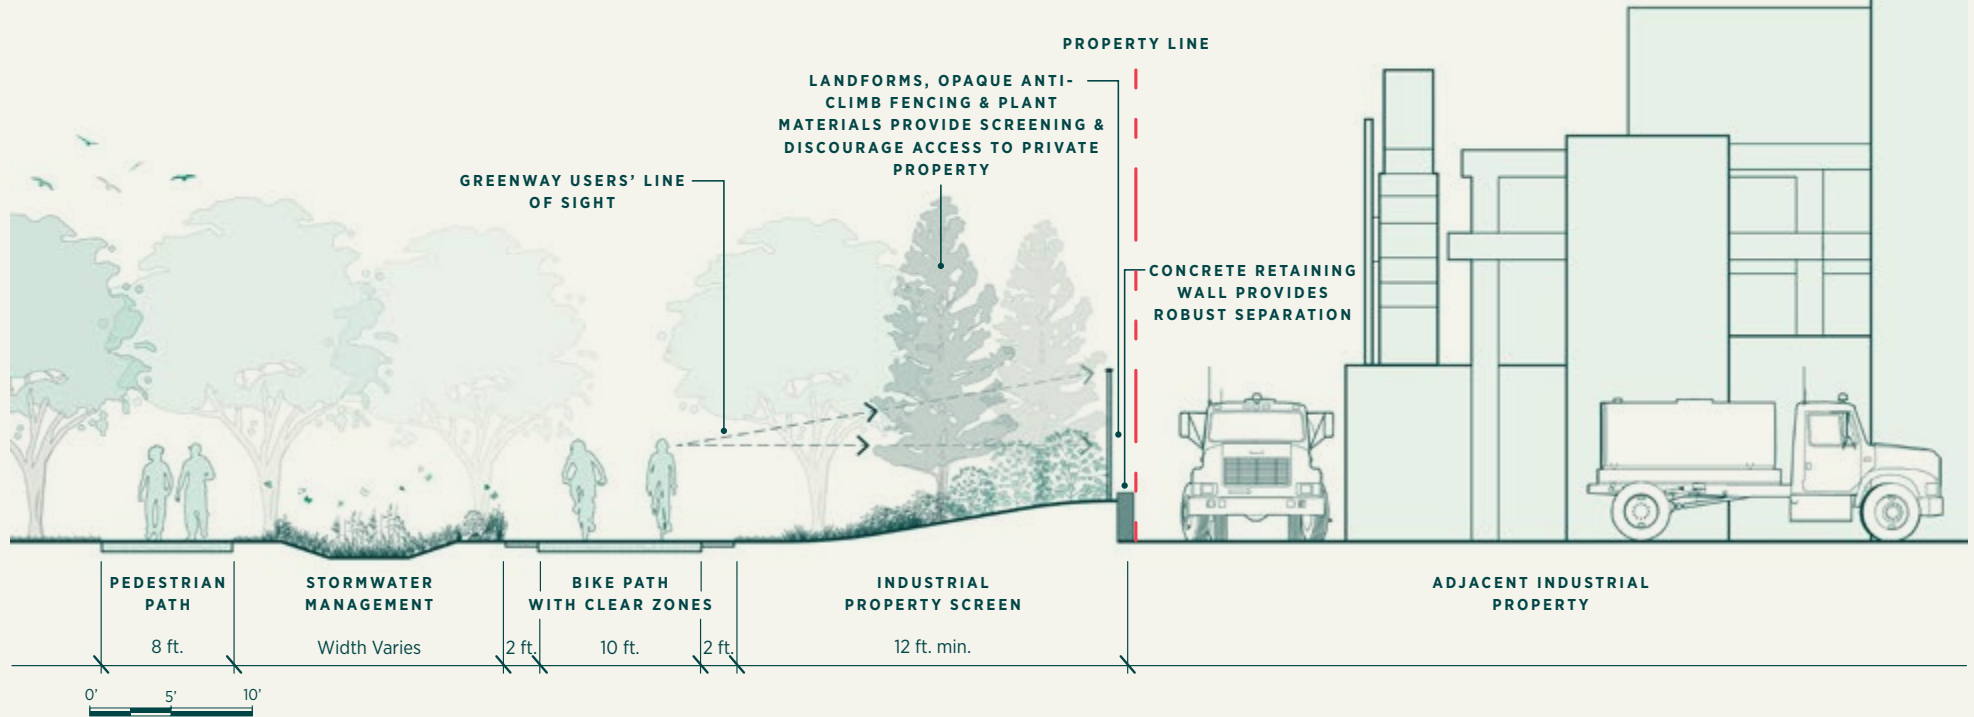 PROPERTY LINE
LANDFORMS, OPAQUE ANTI-
CLIMB FENCING & PLANT
MATERIALS PROVIDE SCREENING &
DISCOURAGE ACCESS TO PRIVATE
PROPERTY
GREENWAY USERS’ LINE
OF SIGHT
CONCRETE RETAINING
WALL PROVIDES
ROBUST SEPARATION
PEDESTRIAN
PATH
8 ft.
STORMWATER
MANAGEMENT
Width Varies
BIKE PATH
WITH CLEAR ZONES
2 ft.
10 ft.
2 ft.
INDUSTRIAL
PROPERTY SCREEN
12 ft. min.
ADJACENT INDUSTRIAL
PROPERTY
0’ 5’ 10’